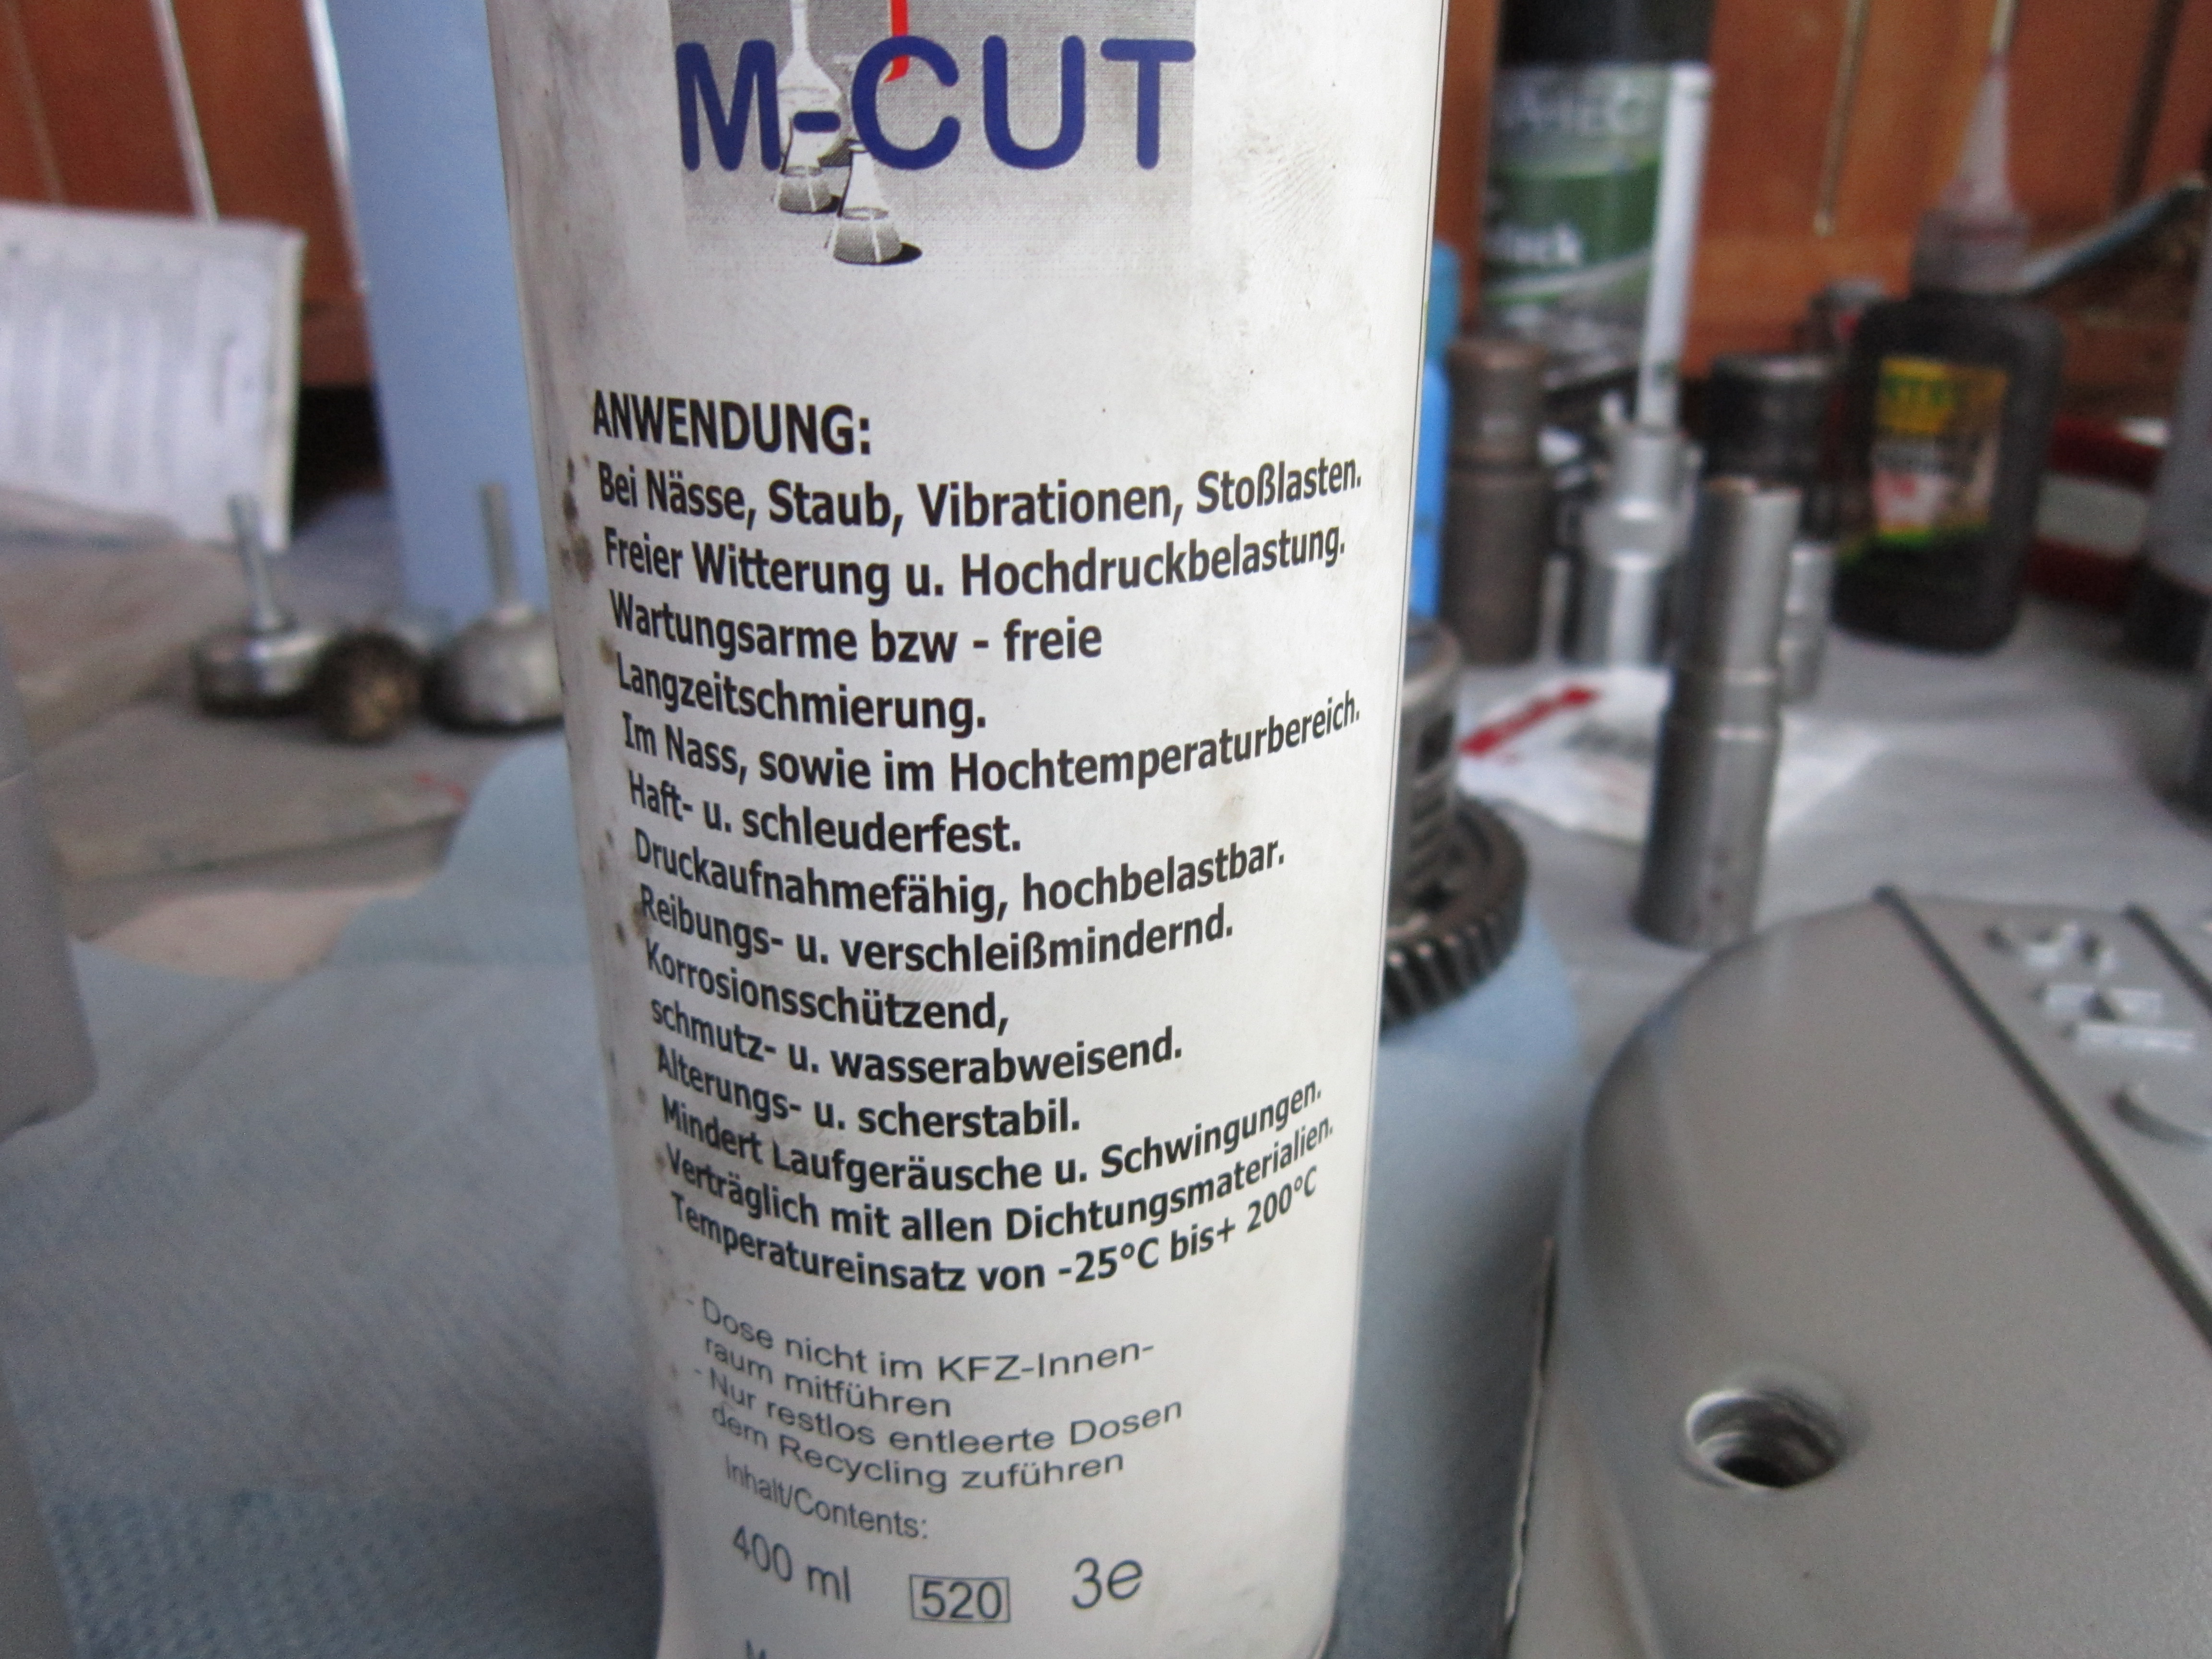 M-CUT
ANWENDUNG:
Bei Nässe, Staub, Vibrationen, Stoßlasten.
Freier Witterung u. Hochdruckbelastung.
Wartungsarme bzw - freie
Langzeitschmierung.
Im Nass, sowie im Hochtemperaturbereich.
Haft- u. schleuderfest.
Druckaufnahmefähig, hochbelastbar.
Reibungs- u. verschleißmindernd.
Korrosionsschützend,
schmutz- u. wasserabweisend.
Alterungs- u. scherstabil.
Mindert Laufgeräusche u. Schwingungen.
Verträglich mit allen Dichtungsmaterialien.
Temperatureinsatz von -25°C bis+ 200°C
- Dose nicht im KFZ-Innen-
raum mitführen
- Nur restlos entleerte Dosen
dem Recycling zuführen
Inhalt/Contents:
400 ml 520 3e